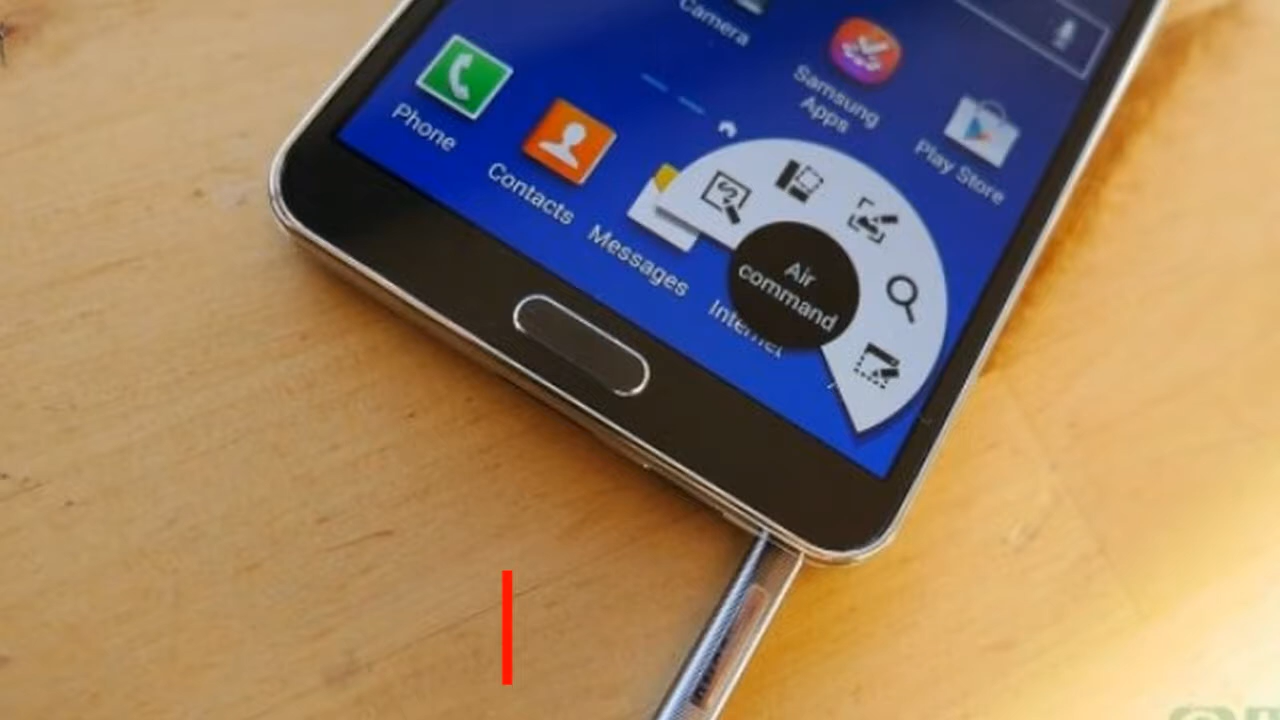 Camera
Samsung
Apps
Play Store
Phone
Contacts
Messages
Internet
Air
command